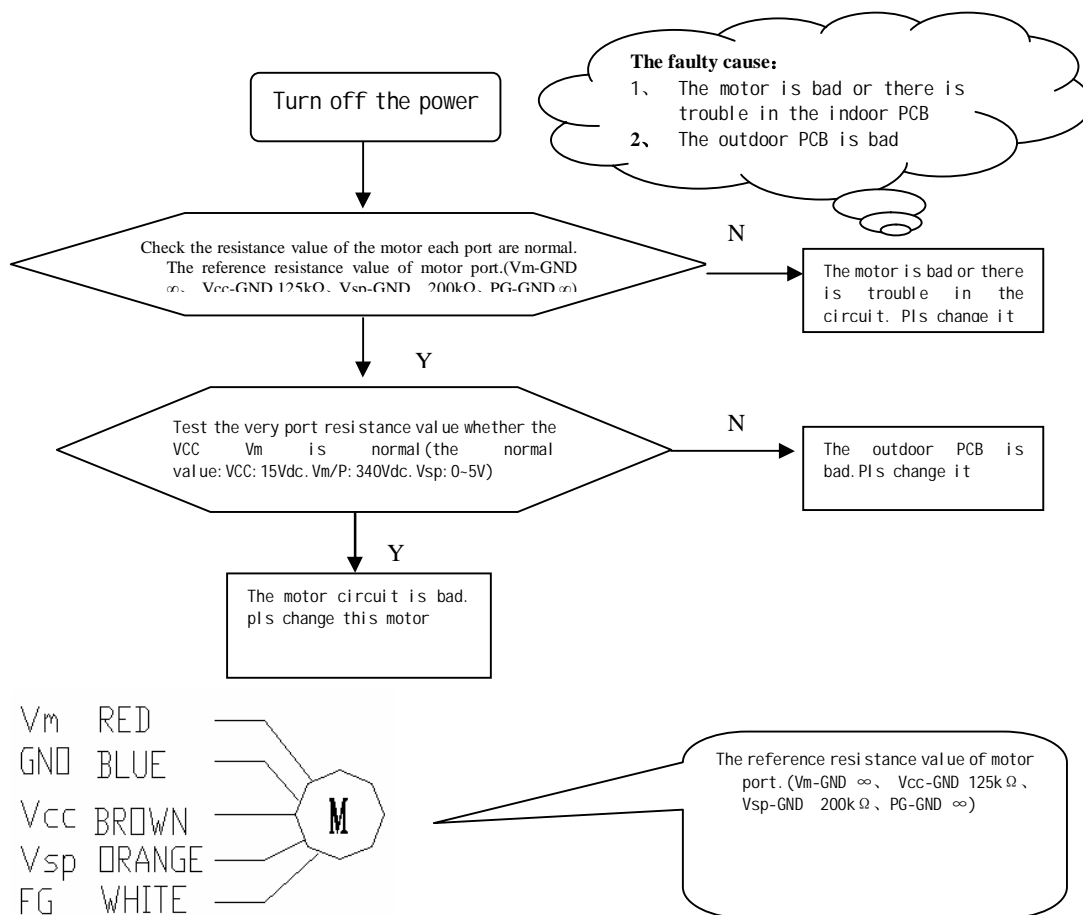 Turn off the power
The faulty cause：
1、 The motor is bad or there is
trouble in the indoor PCB
2、 The outdoor PCB is bad
Check the resistance value of the motor each port are normal.
The reference resistance value of motor port.(Vm-GND
∞、 Vcc-GND 125kΩ、Vsp-GND 200kΩ、PG-GND ∞)
N
The motor is bad or there
is trouble in the
circuit. Pls change it
Y
Test the very port resistance value whether the
VCC Vm is normal(the normal
value:VCC:15Vdc.Vm/P:340Vdc.Vsp:0~5V)
N
The outdoor PCB is
bad.Pls change it
Y
The motor circuit is bad.
pls change this motor
Vm RED
GND BLUE
Vcc BROWN
Vsp ORANGE
FG WHITE
M
The reference resistance value of motor
port.(Vm-GND ∞、 Vcc-GND 125kΩ、
Vsp-GND 200kΩ、PG-GND ∞)